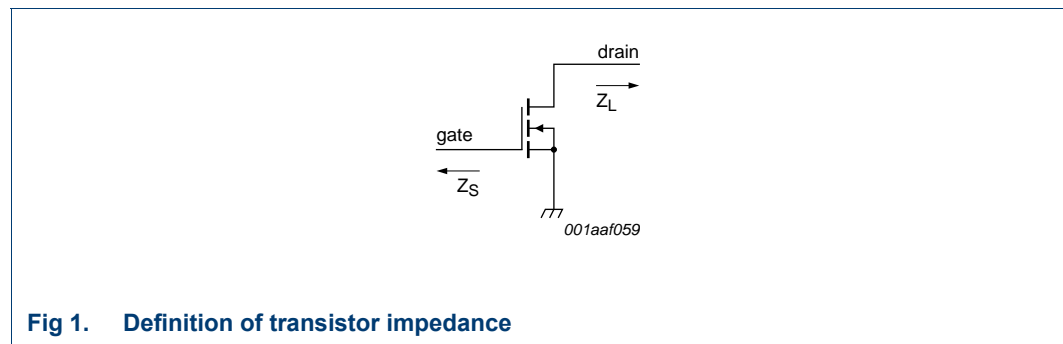 drain
Z_L
gate
Z_S
001aaf059
Fig 1. Definition of transistor impedance